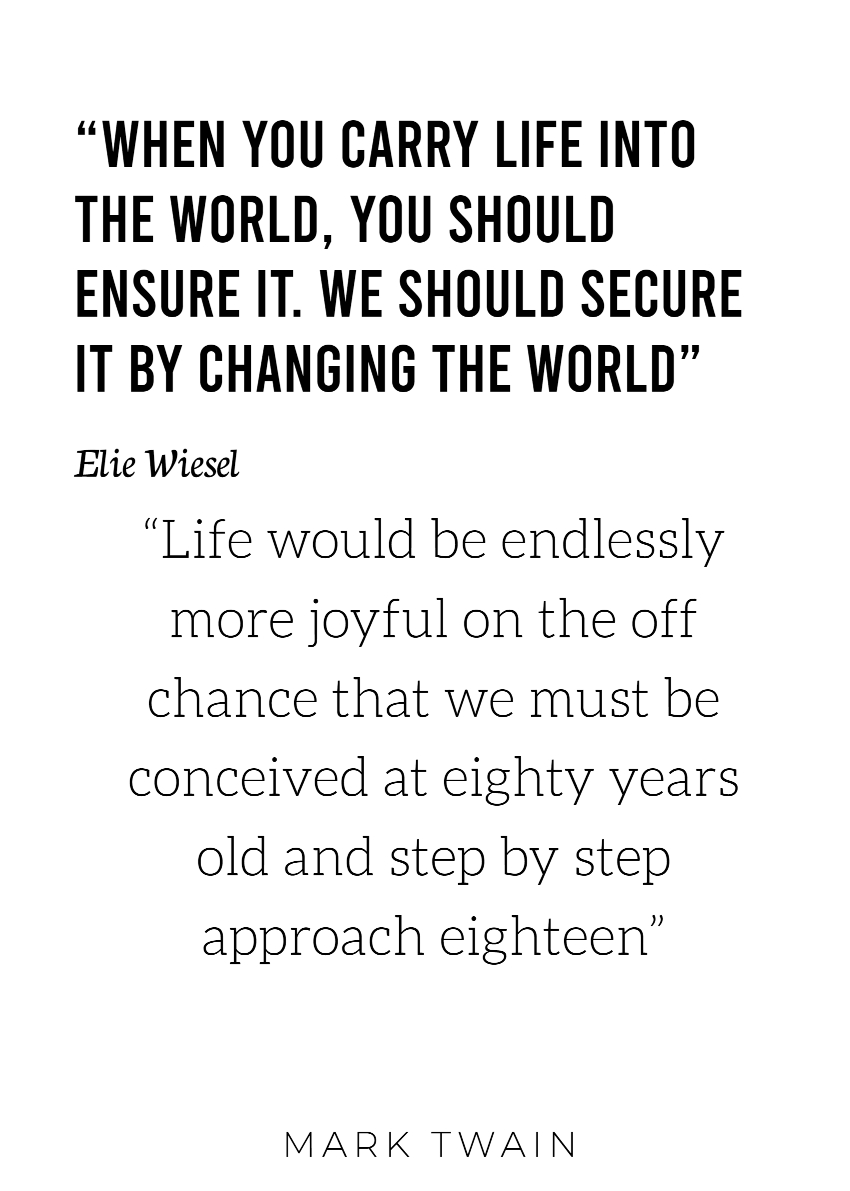 “WHEN YOU CARRY LIFE INTO
THE WORLD, YOU SHOULD
ENSURE IT. WE SHOULD SECURE
IT BY CHANGING THE WORLD”
Elie Wiesel
“Life would be endlessly
more joyful on the off
chance that we must be
conceived at eighty years
old and step by step
approach eighteen”
MARK TWAIN